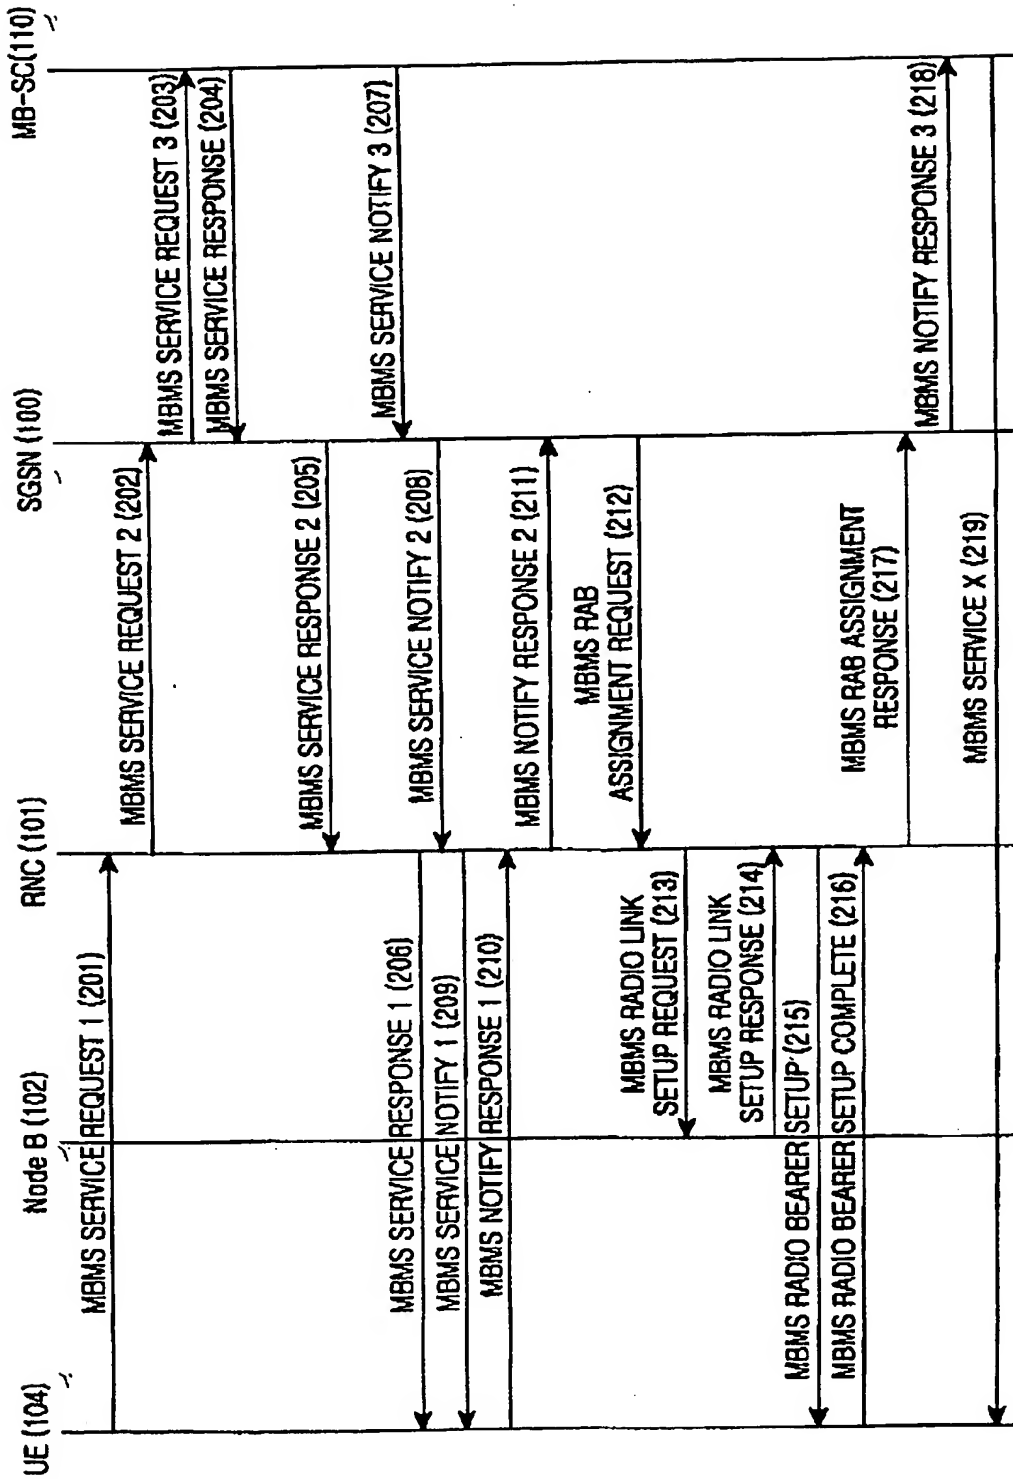 UE (104)
Node B (102)
RNC (101)
SGSN (100)
MB-SC(110)
MBMS SERVICE REQUEST 1 (201)
MBMS SERVICE REQUEST 2 (202)
MBMS SERVICE REQUEST 3 (203)
MBMS SERVICE RESPONSE (204)
MBMS SERVICE RESPONSE 2 (205)
MBMS SERVICE RESPONSE 1 (206)
MBMS SERVICE NOTIFY 3 (207)
MBMS SERVICE NOTIFY 2 (208)
MBMS SERVICE NOTIFY 1 (209)
MBMS NOTIFY RESPONSE 1 (210)
MBMS NOTIFY RESPONSE 2 (211)
MBMS RAB
ASSIGNMENT REQUEST (212)
MBMS RADIO LINK
SETUP REQUEST (213)
MBMS RADIO LINK
SETUP RESPONSE (214)
MBMS RADIO BEARER SETUP (215)
MBMS RADIO BEARER SETUP COMPLETE (216)
MBMS RAB ASSIGNMENT
RESPONSE (217)
MBMS NOTIFY RESPONSE 3 (218)
MBMS SERVICE X (219)